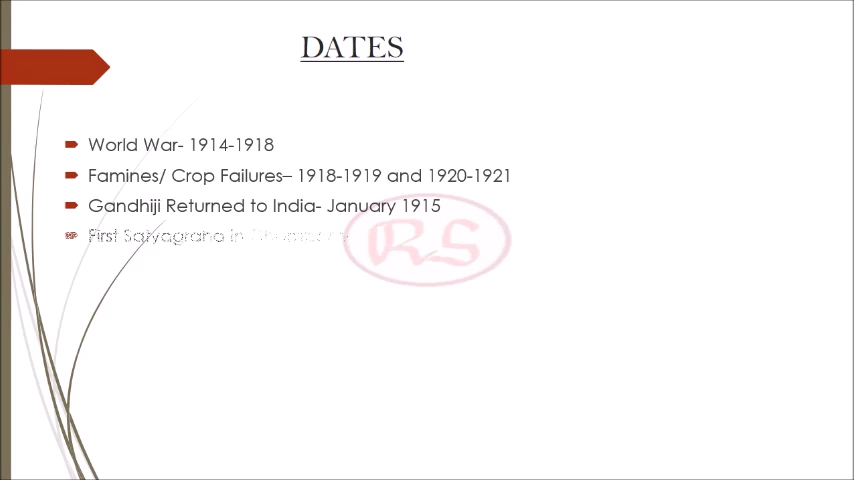 DATES
World War- 1914-1918
Famines/ Crop Failures– 1918-1919 and 1920-1921
Gandhiji Returned to India- January 1915
First Satyagraha in
RS